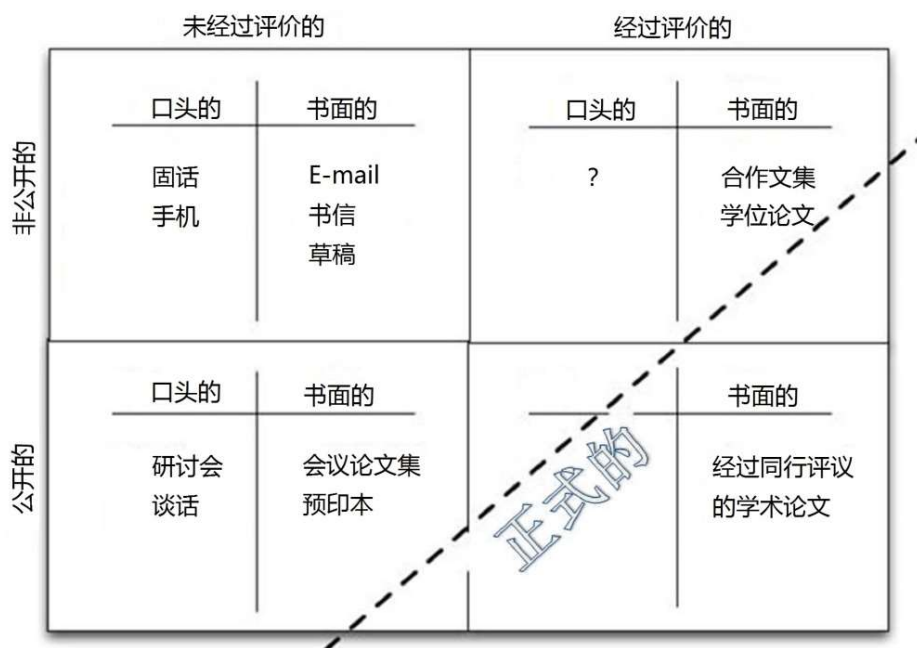 未经过评价的
经过评价的
非公开的
口头的
书面的
固话
手机
E-mail
书信
草稿
口头的
书面的
?
合作文集
学位论文
公开的
口头的
书面的
研讨会
谈话
会议论文集
预印本
正式的
书面的
经过同行评议
的学术论文